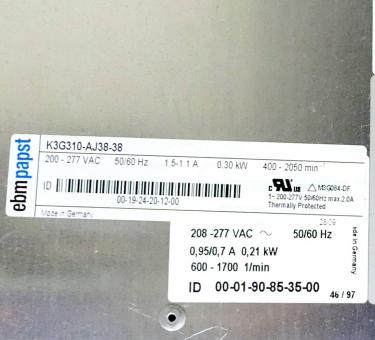 ebmpapst
K3G310-AJ38-38
200 - 277 VAC 50/60 Hz 1.5-1.1 A 0.30 kW 400 - 2050 min
ID
00-19-24-20-12-00
c us M3G084-DF
1~ 200-277V 50/60Hz max.2.0A
Thermally Protected
Made in Germany
28/09
208 -277 VAC ~ 50/60 Hz
0,95/0,7 A 0,21 kW
600 - 1700 1/min
ID 00-01-90-85-35-00
46 / 97
de in Germany